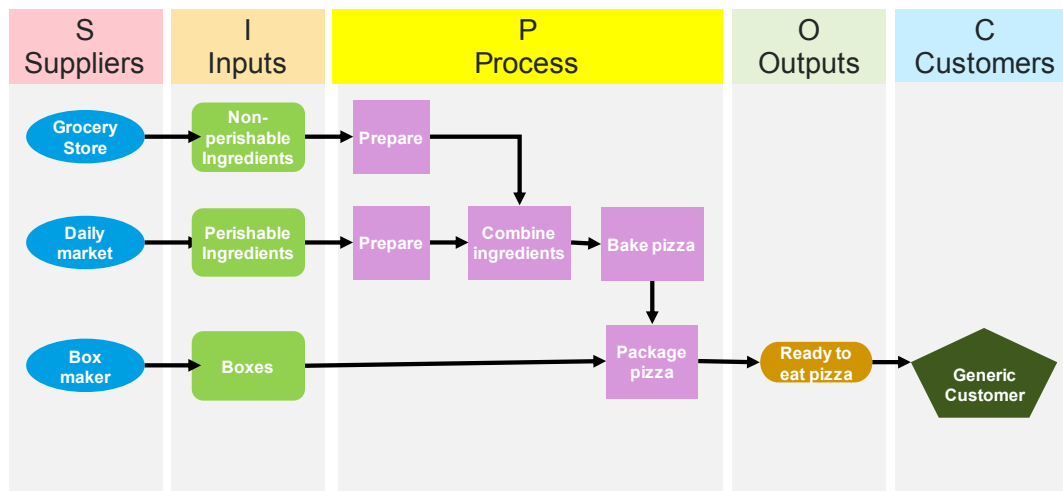 S
Suppliers
I
Inputs
P
Process
O
Outputs
C
Customers
Grocery
Store
Non-
perishable
Ingredients
Prepare
Daily
market
Perishable
Ingredients
Prepare
Combine
ingredients
Bake pizza
Box
maker
Boxes
Package
pizza
Ready to
eat pizza
Generic
Customer